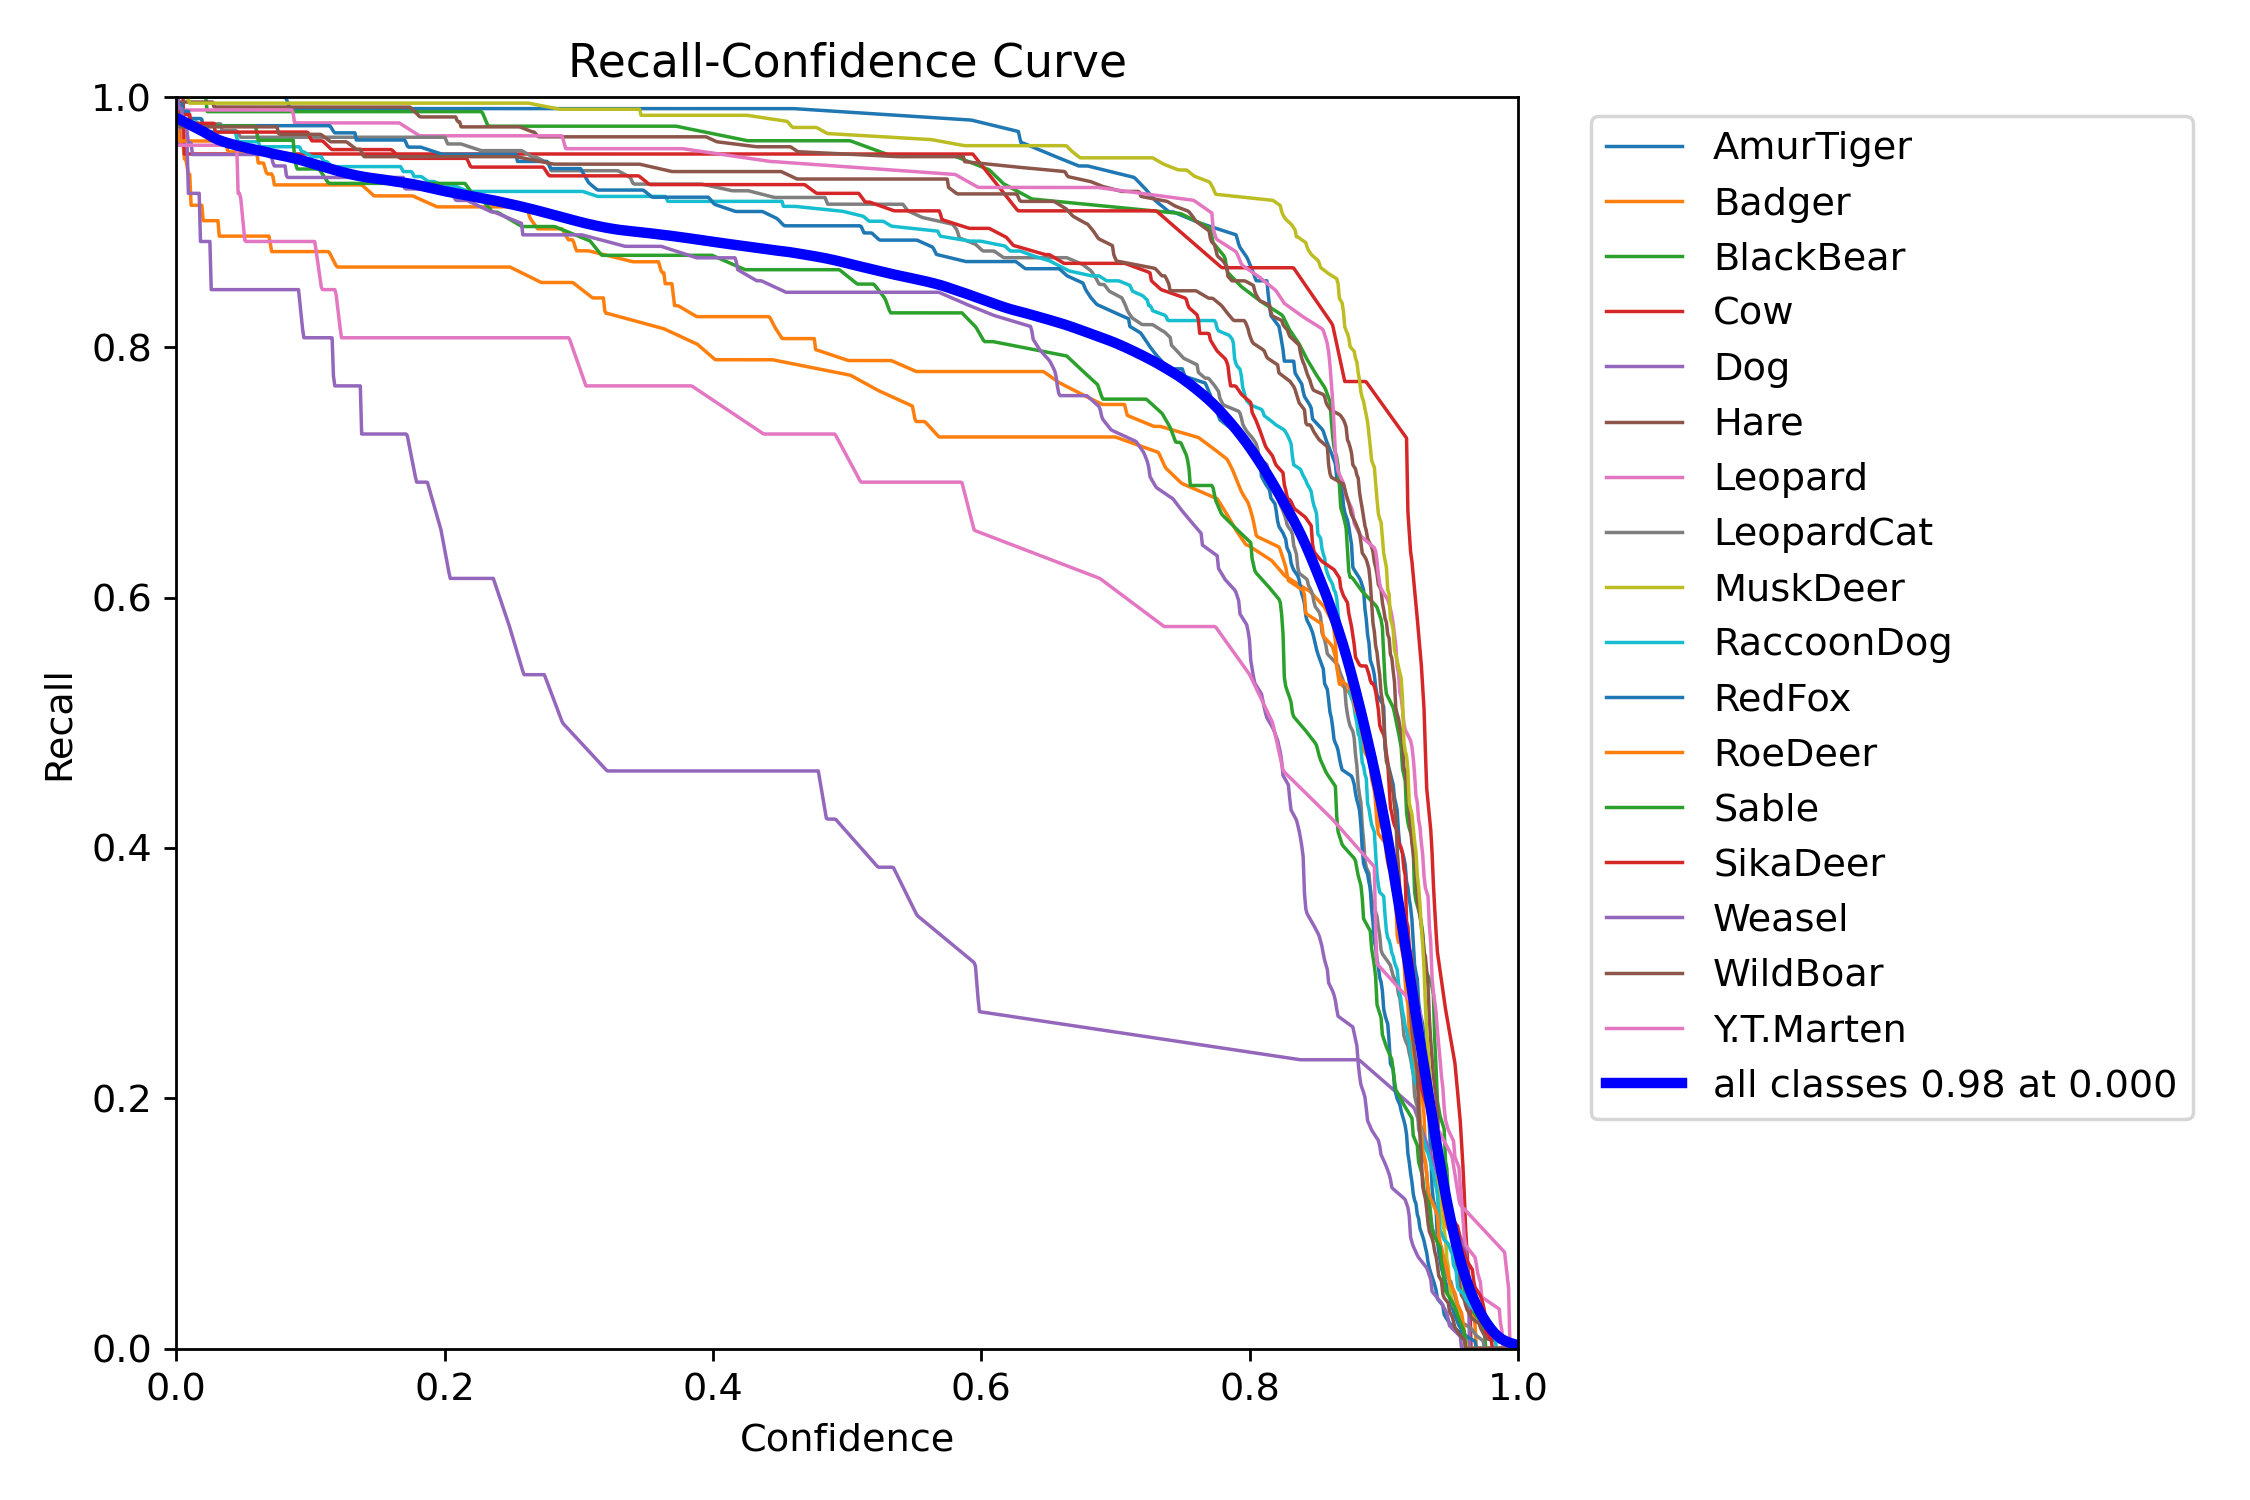 Recall-Confidence Curve
1.0
0.8
0.6
0.4
0.2
0.0
Recall
0.0 0.2 0.4 0.6 0.8 1.0
Confidence
AmurTiger
Badger
BlackBear
Cow
Dog
Hare
Leopard
LeopardCat
MuskDeer
RaccoonDog
RedFox
RoeDeer
Sable
SikaDeer
Weasel
WildBoar
Y.T.Marten
all classes 0.98 at 0.000